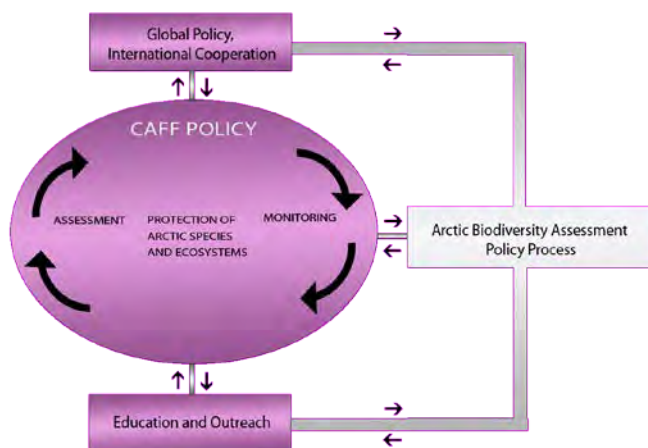 Global Policy,
International Cooperation
CAFF POLICY
ASSESSMENT
PROTECTION OF
ARCTIC SPECIES
AND ECOSYSTEMS
MONITORING
Arctic Biodiversity Assessment
Policy Process
Education and Outreach